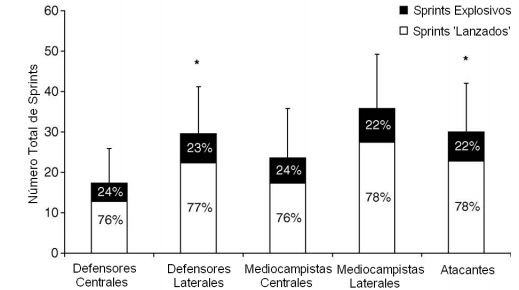 Sprints Explosivos
Sprints 'Lanzados'
Número Total de Sprints
60
50
40
30
20
10
0
*
*
24%
76%
23%
77%
24%
76%
22%
78%
22%
78%
Defensores
Centrales
Defensores
Laterales
Mediocampistas
Centrales
Mediocampistas
Laterales
Atacantes